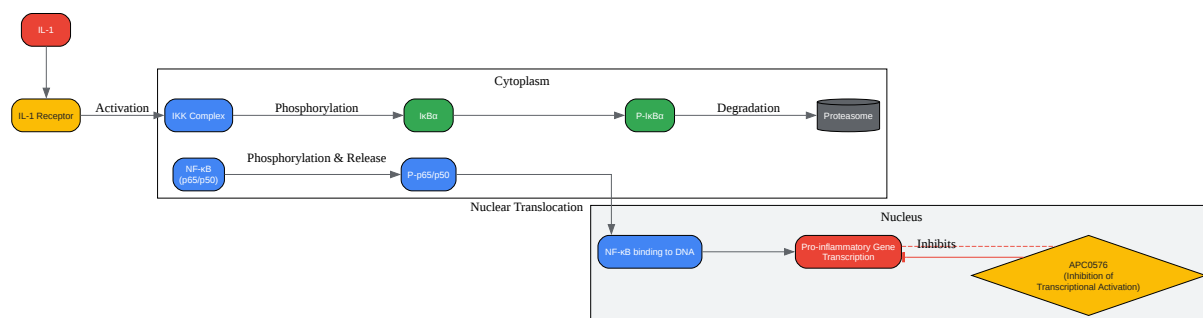 IL-1
Cytoplasm
IL-1 Receptor
Activation
IKK Complex
Phosphorylation
IκBα
P-IκBα
Degradation
Proteasome
NF-κB
(p65/p50)
Phosphorylation & Release
P-p65/p50
Nuclear Translocation
Nucleus
NF-κB binding to DNA
Pro-inflammatory Gene
Transcription
Inhibits
APC0576
(Inhibition of
Transcriptional Activation)